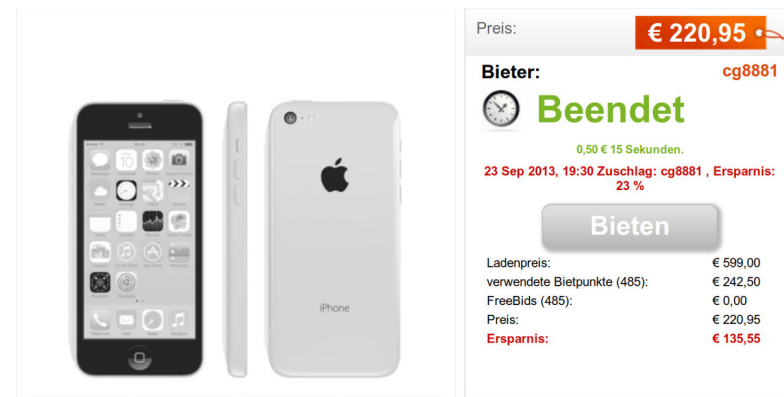 Preis:
€ 220,95
Bieter:
cg8881
Beendet
0,50 € 15 Sekunden.
23 Sep 2013, 19:30 Zuschlag: cg8881 , Ersparnis:
23 %
Bieten
Ladenpreis:
€ 599,00
verwendete Bietpunkte (485):
€ 242,50
FreeBids (485):
€ 0,00
Preis:
€ 220,95
Ersparnis:
€ 135,55
iPhone